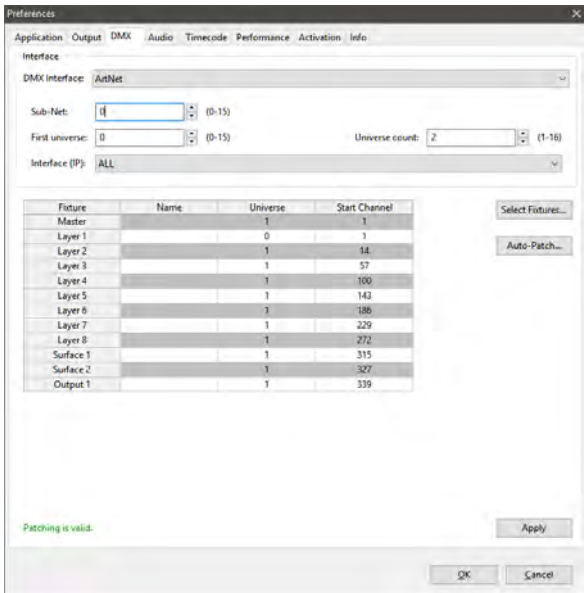 Preferences
Application Output DMX Audio Timecode Performance Activation Info
Interface
DMX Interface: ArtNet
Sub-Net: 0 (0-15)
First universe: 0 (0-15) Universe count: 2 (1-16)
Interface (IP): ALL
Fixture Name Universe Start Channel
Master 1 1
Layer 1 0 1
Layer 2 1 14
Layer 3 1 57
Layer 4 1 100
Layer 5 1 143
Layer 6 1 186
Layer 7 1 229
Layer 8 1 272
Surface 1 1 315
Surface 2 1 327
Output 1 1 339
Select Fixtures...
Auto-Patch...
Patching is valid.
Apply
OK Cancel